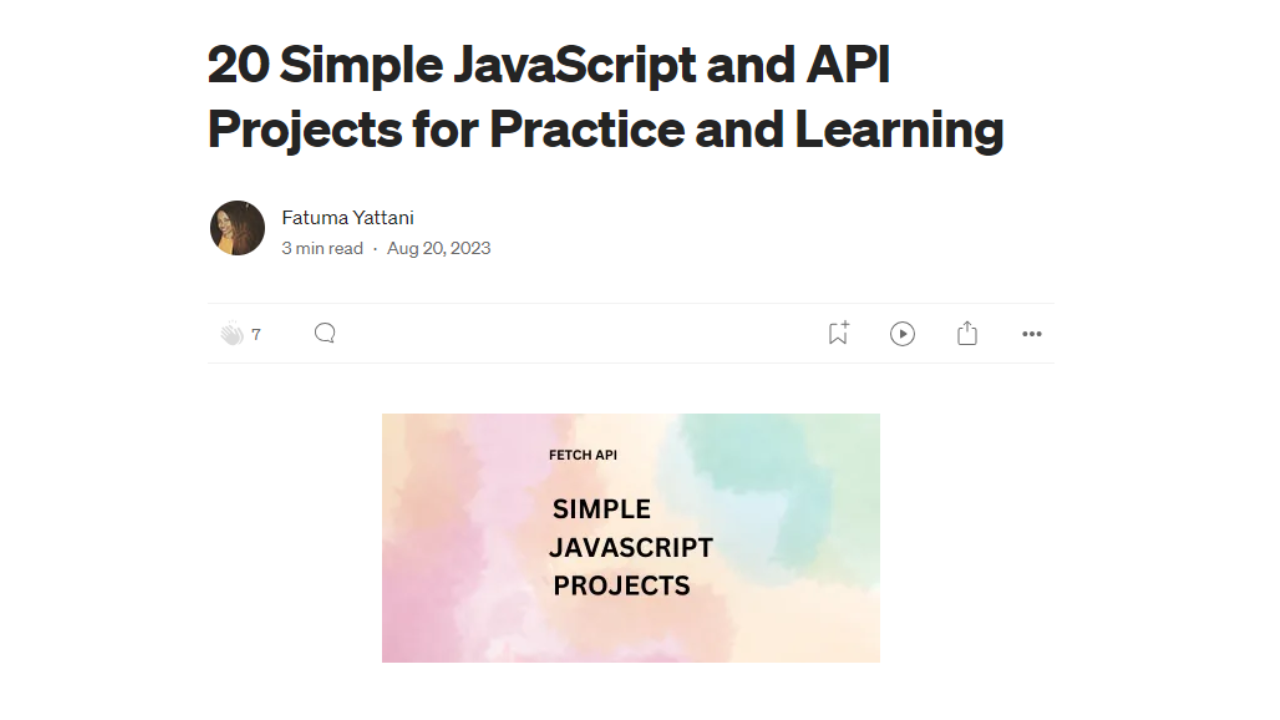 20 Simple JavaScript and API
Projects for Practice and Learning
Fatuma Yattani
3 min read · Aug 20, 2023
7
FETCH API
SIMPLE
JAVASCRIPT
PROJECTS